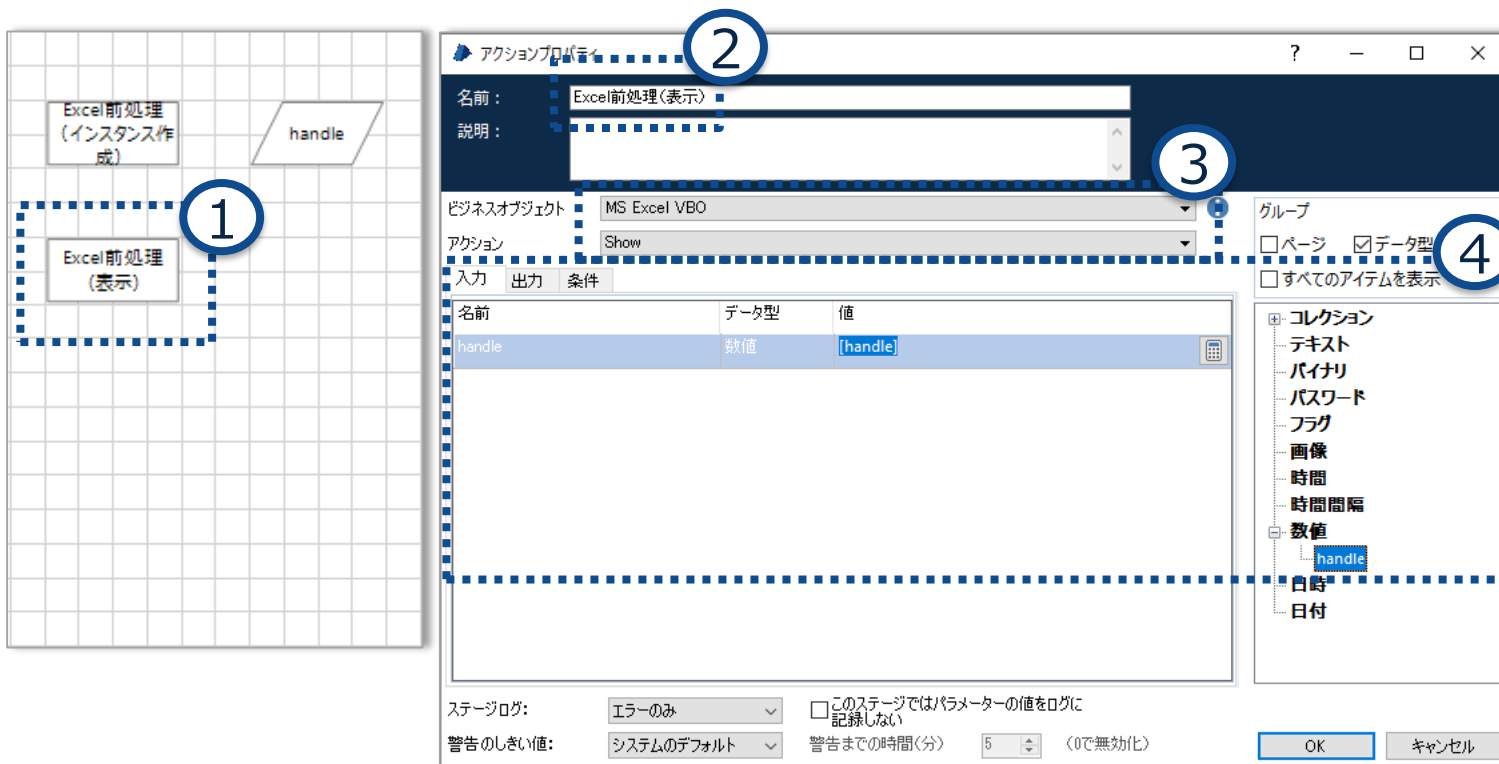 Excel前処理
(インスタンス作
成)
handle
1
Excel前処理
(表示)
アクションプロパティ
2
名前：
Excel前処理(表示)
説明：
3
ビジネスオブジェクト
MS Excel VBO
アクション
Show
グループ
ページ
データ型
4
すべてのアイテムを表示
入力
出力
条件
名前
データ型
値
handle
数値
[handle]
コレクション
テキスト
バイナリ
パスワード
フラグ
画像
時間
時間間隔
数値
handle
日時
日付
ステージログ:
エラーのみ
このステージではパラメーターの値をログに
記録しない
警告のしきい値:
システムのデフォルト
警告までの時間(分)
5
(0で無効化)
OK
キャンセル